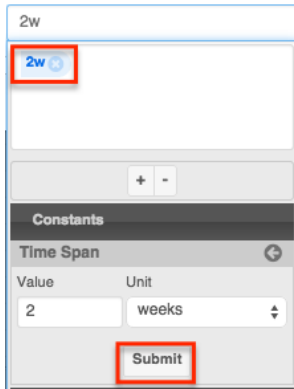 2w
2w
+ -
Constants
Time Span
Value Unit
2 weeks
Submit